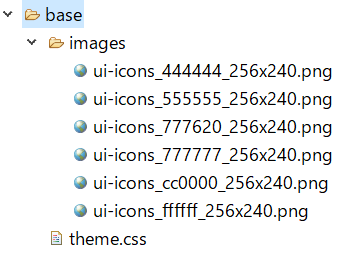 base
images
ui-icons_444444_256x240.png
ui-icons_555555_256x240.png
ui-icons_777620_256x240.png
ui-icons_777777_256x240.png
ui-icons_cc0000_256x240.png
ui-icons_ffffff_256x240.png
theme.css